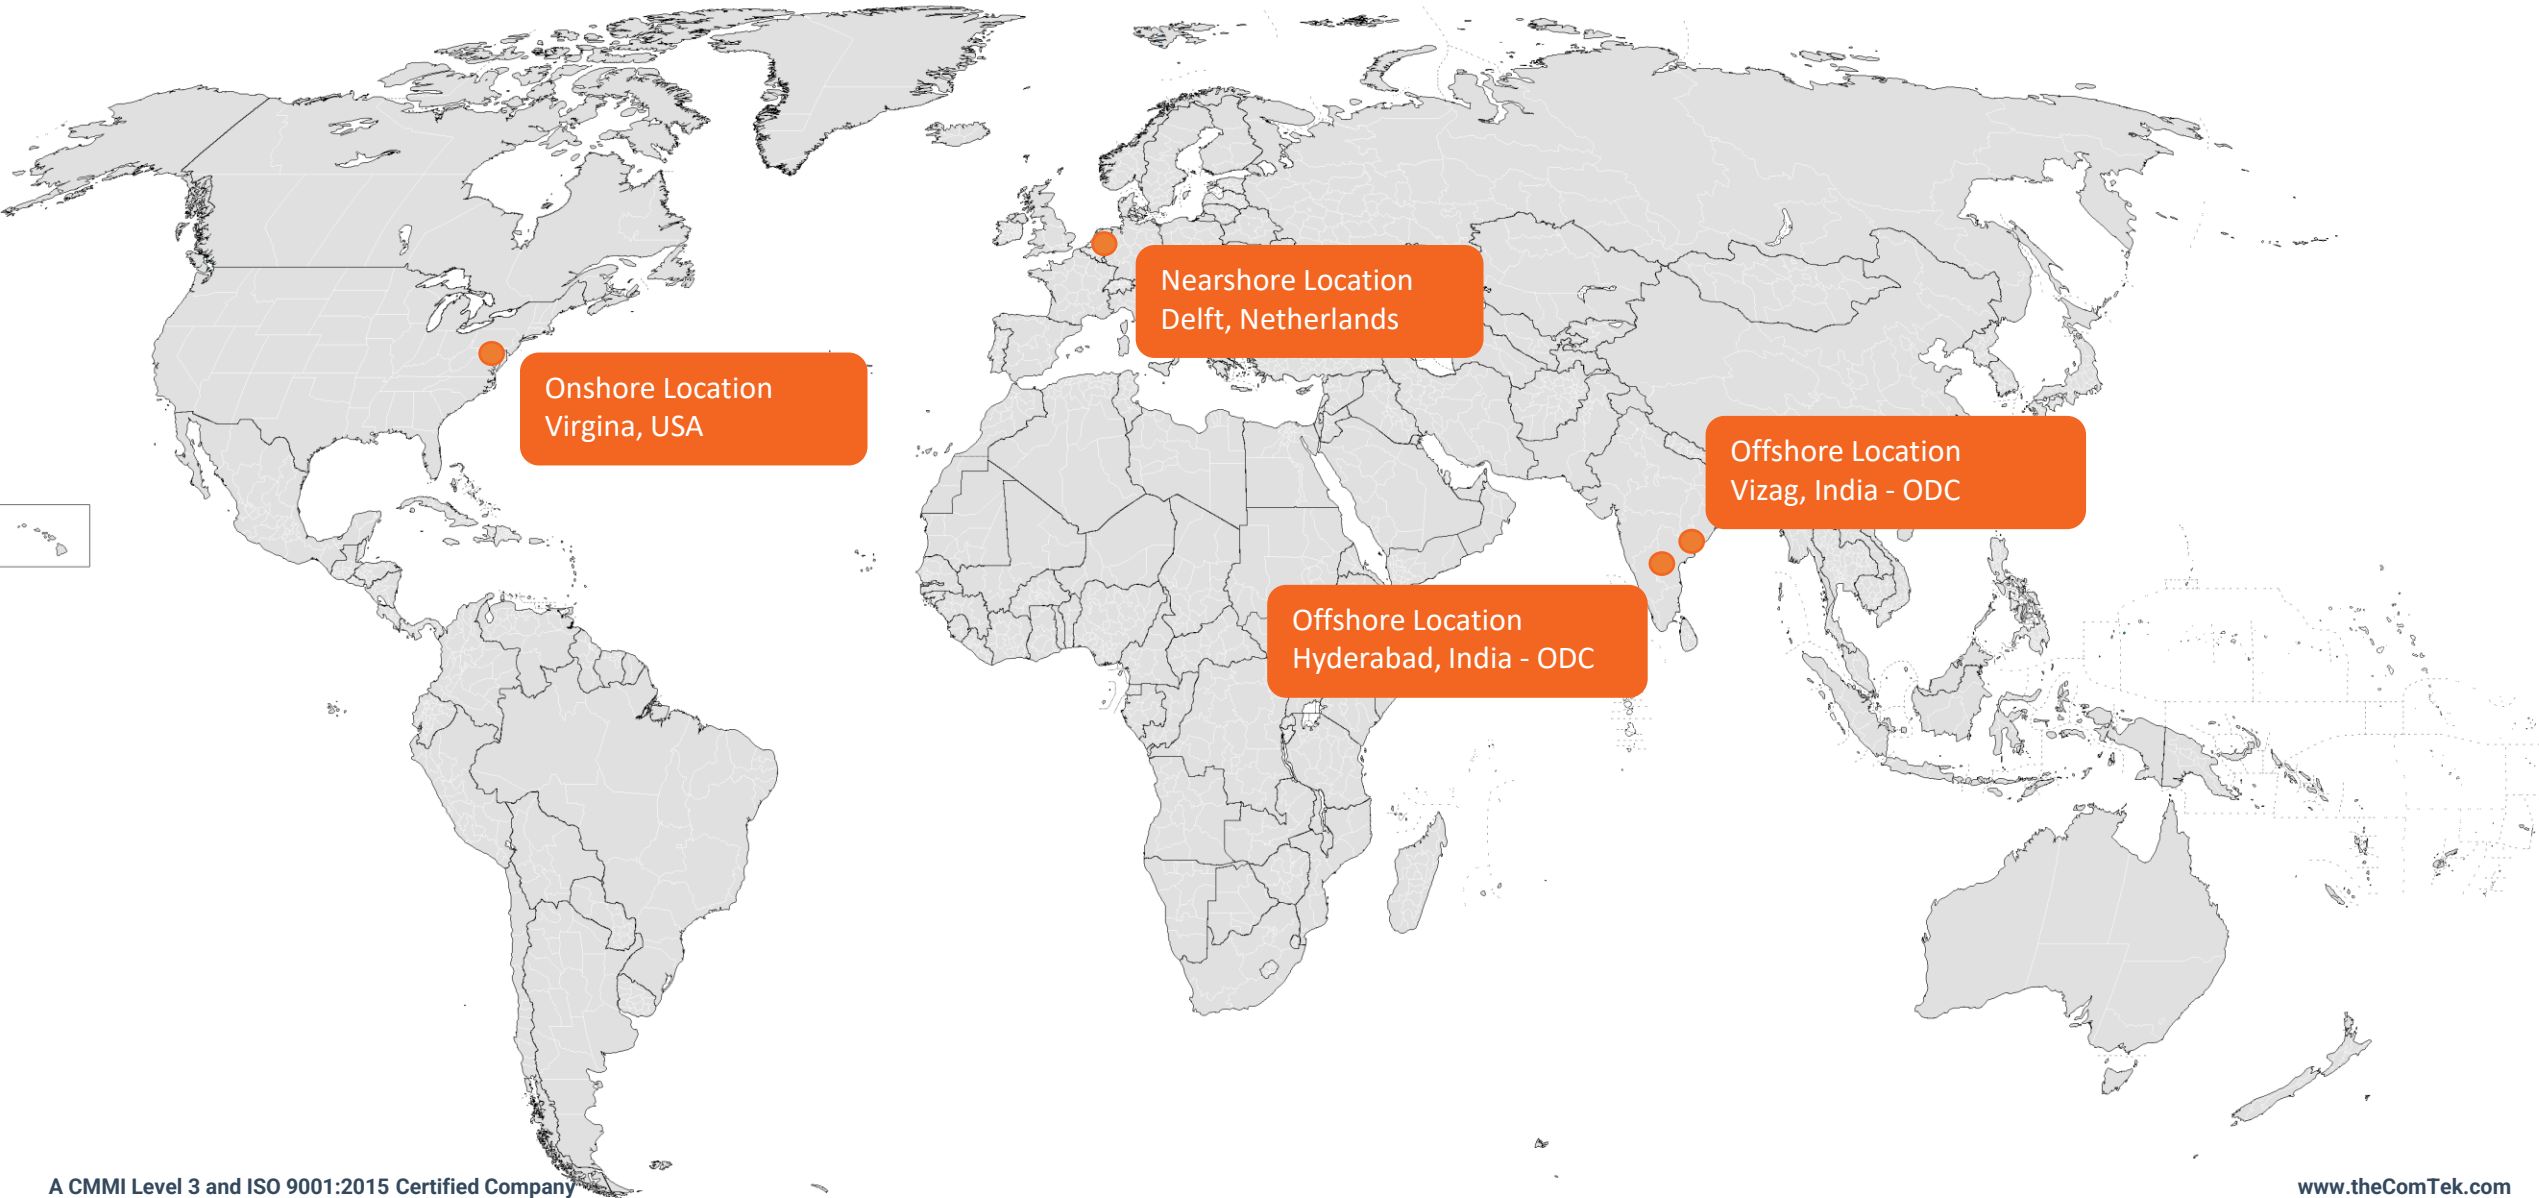 Nearshore Location
Delft, Netherlands
Onshore Location
Virgina, USA
Offshore Location
Vizag, India - ODC
Offshore Location
Hyderabad, India - ODC
A CMMI Level 3 and ISO 9001:2015 Certified Company
www.theComTek.com